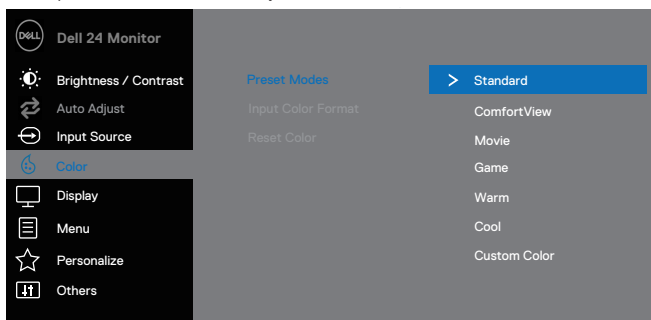 DELL
Dell 24 Monitor
Brightness / Contrast
Auto Adjust
Input Source
Color
Display
Menu
Personalize
Others
Preset Modes
Input Color Format
Reset Color
> Standard
ComfortView
Movie
Game
Warm
Cool
Custom Color